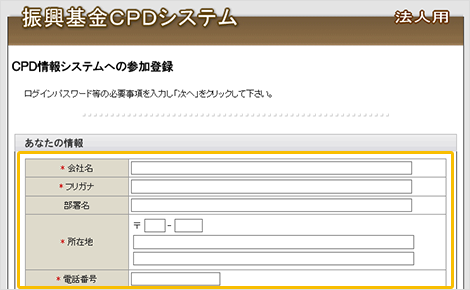 振興基金CPDシステム 法人用
CPD情報システムへの参加登録
ログインパスワード等の必要事項を入力し「次へ」をクリックして下さい。
あなたの情報
* 会社名
* フリガナ
部署名
〒 -
* 所在地
* 電話番号